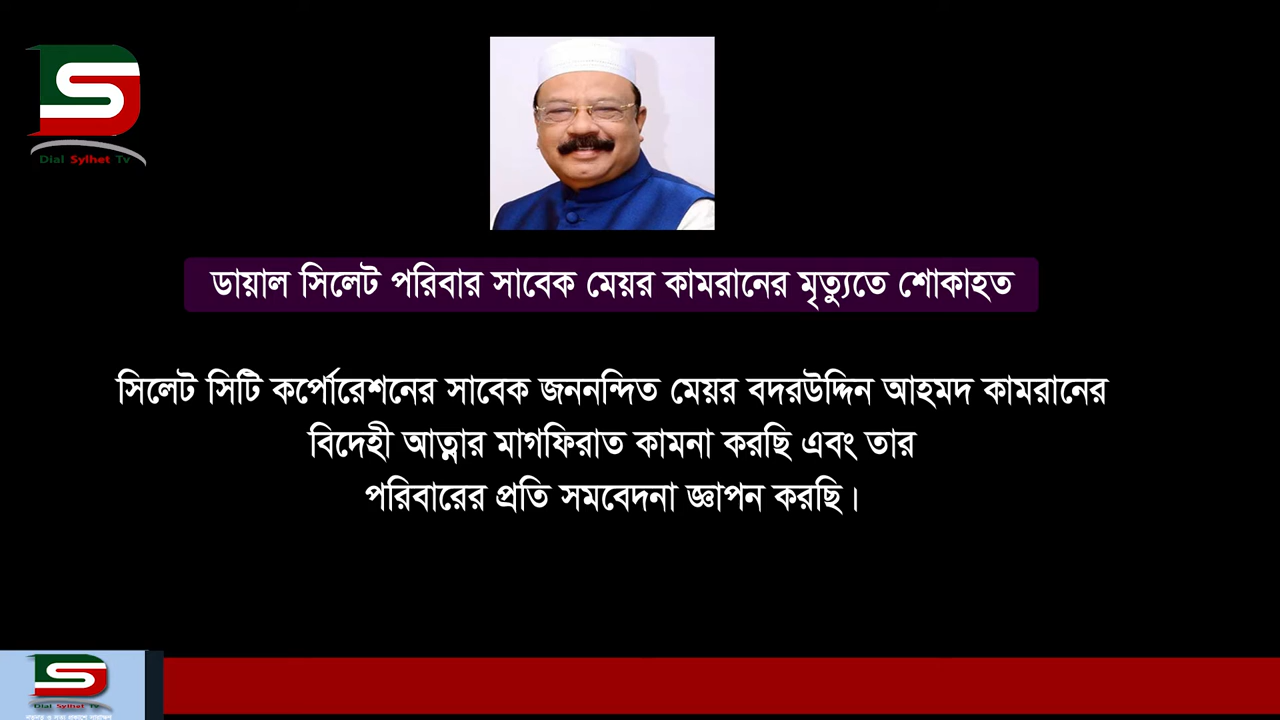 Dial Sylhet Tv
ডায়াল সিলেট পরিবার সাবেক মেয়র কামরানের মৃত্যুতে শোকাহত
সিলেট সিটি কর্পোরেশনের সাবেক জননন্দিত মেয়র বদরউদ্দিন আহমদ কামরানের
বিদেহী আত্নার মাগফিরাত কামনা করছি এবং তার
পরিবারের প্রতি সমবেদনা জ্ঞাপন করছি।
Dial Sylhet Tv